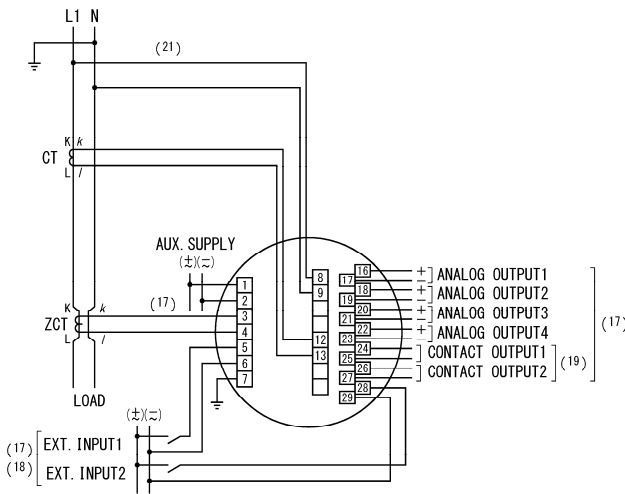 L1 N
(21)
K k
CT
L l
AUX. SUPPLY
(±)(∓)
(17)
K k
ZCT
L l
LOAD
1
2
3
4
5
6
7
8
9
12
13
16
17
18
19
20
21
22
23
24
25
26
27
28
29
+ ] ANALOG OUTPUT1
+ ] ANALOG OUTPUT2
+ ] ANALOG OUTPUT3
+ ] ANALOG OUTPUT4
] CONTACT OUTPUT1
] CONTACT OUTPUT2
(19)
(17)
(±)(∓)
(17)
(18)
EXT. INPUT1
EXT. INPUT2